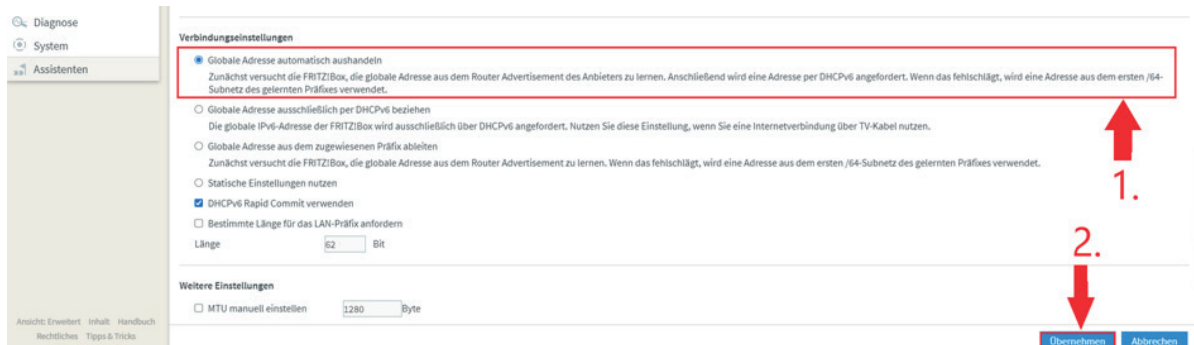 Diagnose
System
Assistenten
Verbindungseinstellungen
Globale Adresse automatisch aushandeln
Zunächst versucht die FRITZ!Box, die globale Adresse aus dem Router Advertisement des Anbieters zu lernen. Anschließend wird eine Adresse per DHCPv6 angefordert. Wenn das fehlschlägt, wird eine Adresse aus dem ersten /64-
Subnetz des gelernten Präfixes verwendet.
Globale Adresse ausschließlich per DHCPv6 beziehen
Die globale IPv6-Adresse der FRITZ!Box wird ausschließlich über DHCPv6 angefordert. Nutzen Sie diese Einstellung, wenn Sie eine Internetverbindung über TV-Kabel nutzen.
Globale Adresse aus dem zugewiesenen Präfix ableiten
Zunächst versucht die FRITZ!Box, die globale Adresse aus dem Router Advertisement zu lernen. Wenn das fehlschlägt, wird eine Adresse aus dem ersten /64-Subnetz des gelernten Präfixes verwendet.
1.
Statische Einstellungen nutzen
DHCPv6 Rapid Commit verwenden
Bestimmte Länge für das LAN-Präfix anfordern
Länge 62 Bit
2.
Weitere Einstellungen
MTU manuell einstellen 1280 Byte
Ansicht: Erweitert Inhalt Handbuch
Rechtliches Tipps & Tricks
Übernehmen Abbrechen